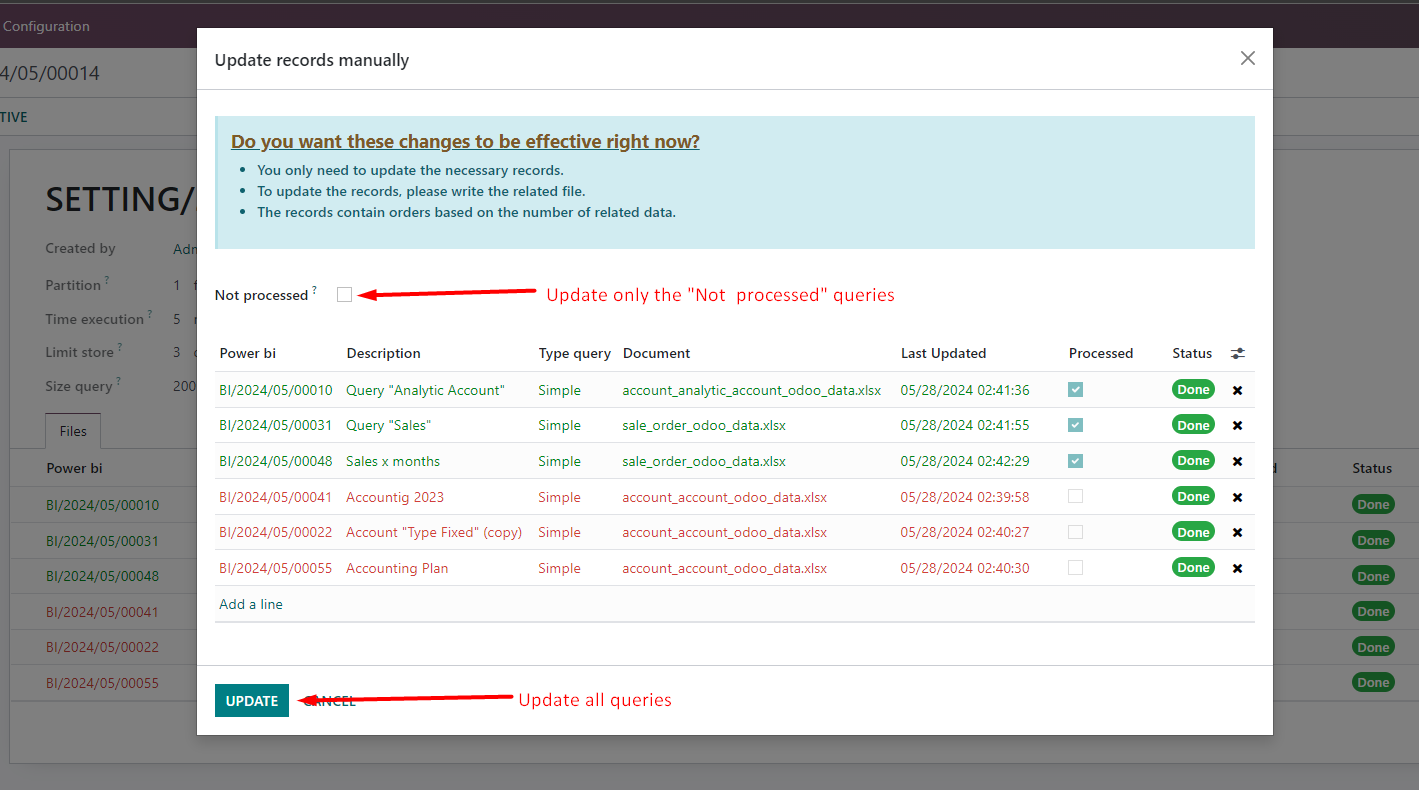 Configuration
4/05/00014
TIVE
Update records manually
Do you want these changes to be effective right now?
• You only need to update the necessary records.
• To update the records, please write the related file.
• The records contain orders based on the number of related data.
SETTING/
Created by Adm
Partition ? 1
Time execution ? 5
Limit store ? 3
Size query ? 200
Files
Not processed ? Update only the "Not processed" queries
Power bi Description Type query Document Last Updated Processed Status
BI/2024/05/00010 Query "Analytic Account" Simple account_analytic_account_odoo_data.xlsx 05/28/2024 02:41:36 Done
BI/2024/05/00031 Query "Sales" Simple sale_order_odoo_data.xlsx 05/28/2024 02:41:55 Done
BI/2024/05/00048 Sales x months Simple sale_order_odoo_data.xlsx 05/28/2024 02:42:29 Done
BI/2024/05/00041 Accountig 2023 Simple account_account_odoo_data.xlsx 05/28/2024 02:39:58 Done
BI/2024/05/00022 Account "Type Fixed" (copy) Simple account_account_odoo_data.xlsx 05/28/2024 02:40:27 Done
BI/2024/05/00055 Accounting Plan Simple account_account_odoo_data.xlsx 05/28/2024 02:40:30 Done
Add a line
UPDATE CANCEL Update all queries
Power bi Status
BI/2024/05/00010 Done
BI/2024/05/00031 Done
BI/2024/05/00048 Done
BI/2024/05/00041 Done
BI/2024/05/00022 Done
BI/2024/05/00055 Done